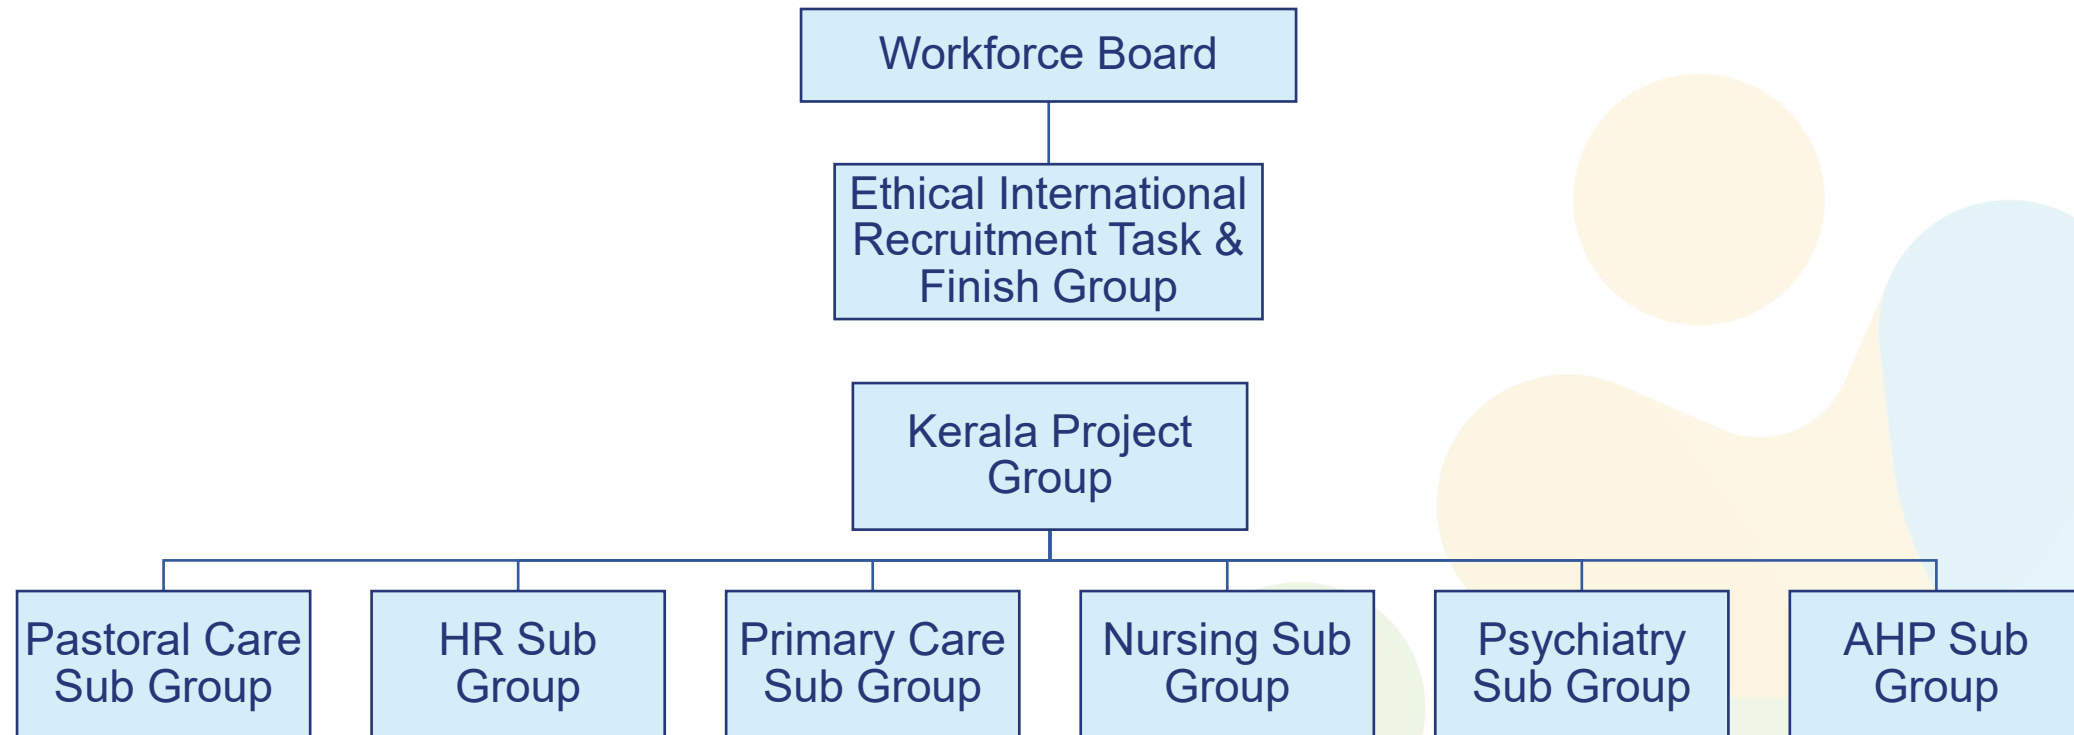 Workforce Board
Ethical International
Recruitment Task &
Finish Group
Kerala Project
Group
Pastoral Care
Sub Group
HR Sub
Group
Primary Care
Sub Group
Nursing Sub
Group
Psychiatry
Sub Group
AHP Sub
Group